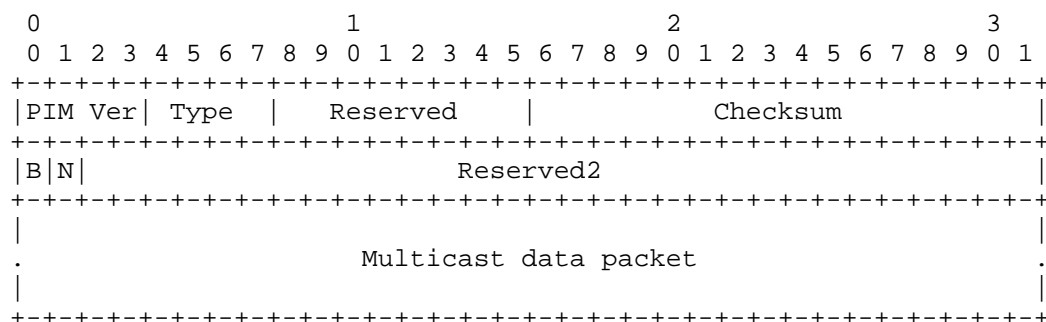 0                   1                   2                   3
 0 1 2 3 4 5 6 7 8 9 0 1 2 3 4 5 6 7 8 9 0 1 2 3 4 5 6 7 8 9 0 1
+-+-+-+-+-+-+-+-+-+-+-+-+-+-+-+-+-+-+-+-+-+-+-+-+-+-+-+-+-+-+-+-+
|PIM Ver| Type  |   Reserved    |           Checksum            |
+-+-+-+-+-+-+-+-+-+-+-+-+-+-+-+-+-+-+-+-+-+-+-+-+-+-+-+-+-+-+-+-+
|B|N|                       Reserved2                           |
+-+-+-+-+-+-+-+-+-+-+-+-+-+-+-+-+-+-+-+-+-+-+-+-+-+-+-+-+-+-+-+-+
|                                                               |
.                     Multicast data packet                     .
|                                                               |
+-+-+-+-+-+-+-+-+-+-+-+-+-+-+-+-+-+-+-+-+-+-+-+-+-+-+-+-+-+-+-+-+